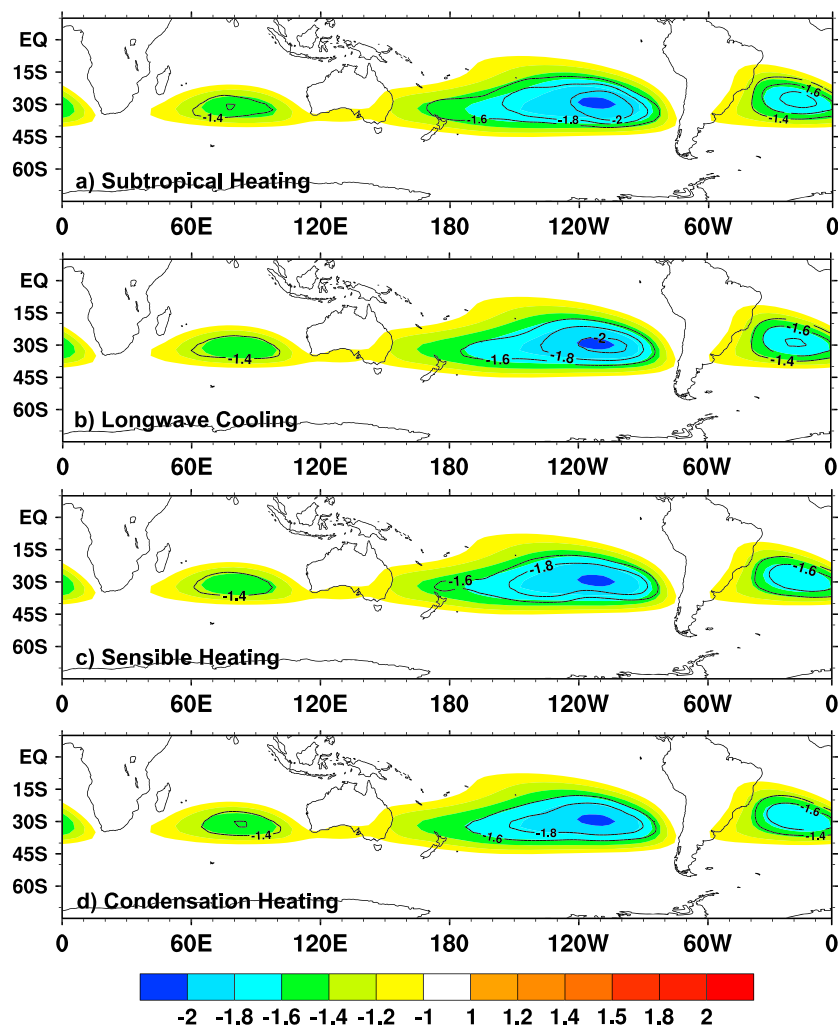 EQ
15S
30S
45S
60S
-1.4
-1.6
-1.8
-2
-1.6
-1.4
a) Subtropical Heating
0 60E 120E 180 120W 60W 0
EQ
15S
30S
45S
60S
-1.4
-1.6
-1.8
-2
-1.6
-1.4
b) Longwave Cooling
0 60E 120E 180 120W 60W 0
EQ
15S
30S
45S
60S
-1.4
-1.6
-1.8
-1.6
c) Sensible Heating
0 60E 120E 180 120W 60W 0
EQ
15S
30S
45S
60S
-1.4
-1.6
-1.8
-1.6
-1.4
d) Condensation Heating
0 60E 120E 180 120W 60W 0
-2 -1.8 -1.6 -1.4 -1.2 -1 1 1.2 1.4 1.5 1.8 2